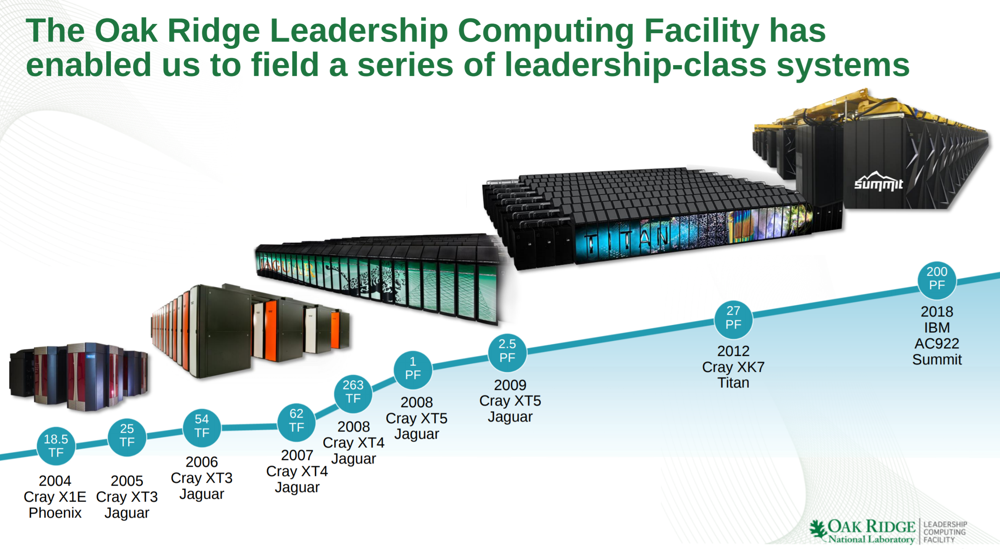 The Oak Ridge Leadership Computing Facility has
enabled us to field a series of leadership-class systems
summit
TITAN
JAGUAR
18.5
TF
2004
Cray X1E
Phoenix
25
TF
2005
Cray XT3
Jaguar
54
TF
2006
Cray XT3
Jaguar
62
TF
2007
Cray XT4
Jaguar
263
TF
2008
Cray XT4
Jaguar
1
PF
2008
Cray XT5
Jaguar
2.5
PF
2009
Cray XT5
Jaguar
27
PF
2012
Cray XK7
Titan
200
PF
2018
IBM
AC922
Summit
OAK RIDGE
National Laboratory
LEADERSHIP
COMPUTING
FACILITY